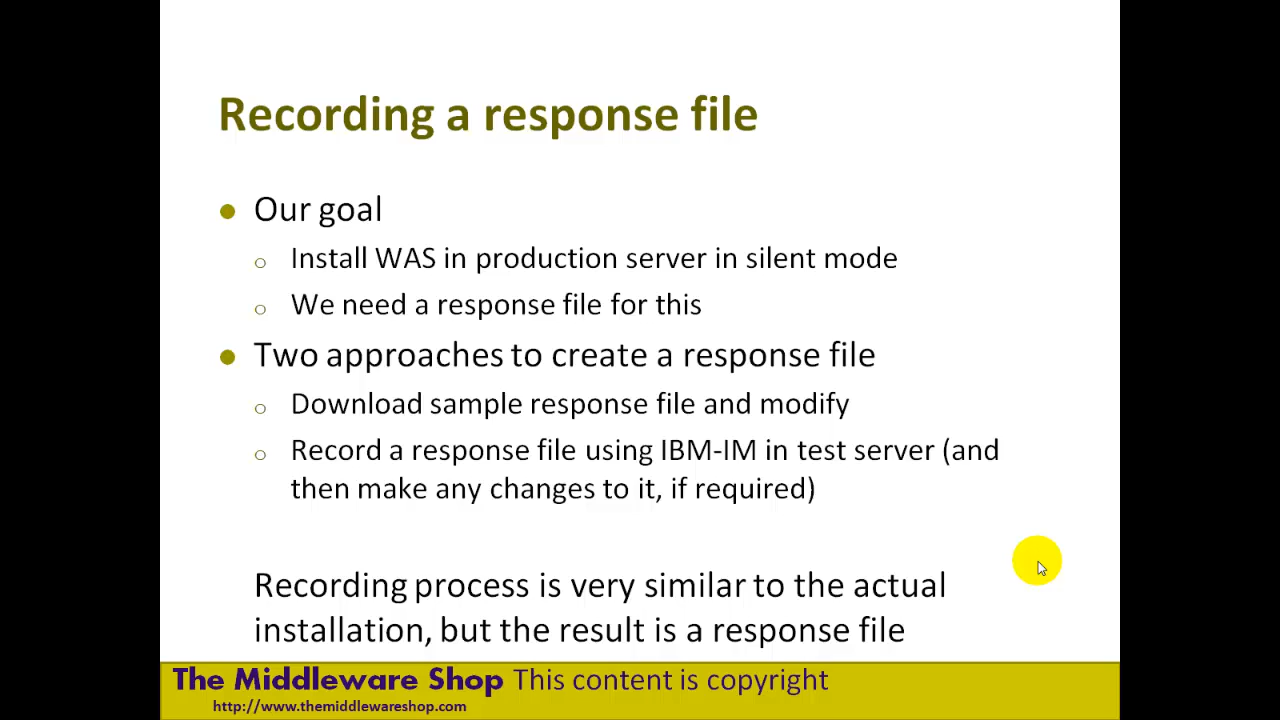 Recording a response file
Our goal
Install WAS in production server in silent mode
We need a response file for this
Two approaches to create a response file
Download sample response file and modify
Record a response file using IBM-IM in test server (and
then make any changes to it, if required)
Recording process is very similar to the actual
installation, but the result is a response file
The Middleware Shop This content is copyright
http://www.themiddlewareshop.com